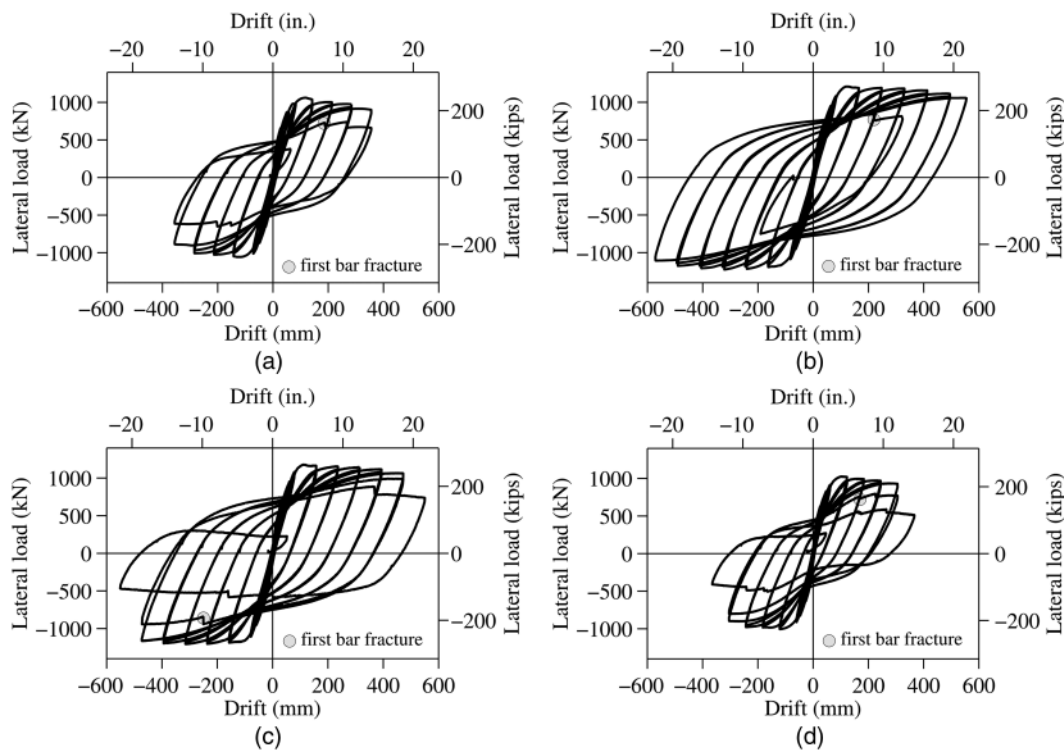 Drift (in.)
−20 −10 0 10 20
Lateral load (kN)
1000
500
0
−500
−1000
200
0
−200
Lateral load (kips)
first bar fracture
−600 −400 −200 0 200 400 600
Drift (mm)
(a)
Drift (in.)
−20 −10 0 10 20
Lateral load (kN)
1000
500
0
−500
−1000
200
0
−200
Lateral load (kips)
first bar fracture
−600 −400 −200 0 200 400 600
Drift (mm)
(b)
Drift (in.)
−20 −10 0 10 20
Lateral load (kN)
1000
500
0
−500
−1000
200
0
−200
Lateral load (kips)
first bar fracture
−600 −400 −200 0 200 400 600
Drift (mm)
(c)
Drift (in.)
−20 −10 0 10 20
Lateral load (kN)
1000
500
0
−500
−1000
200
0
−200
Lateral load (kips)
first bar fracture
−600 −400 −200 0 200 400 600
Drift (mm)
(d)